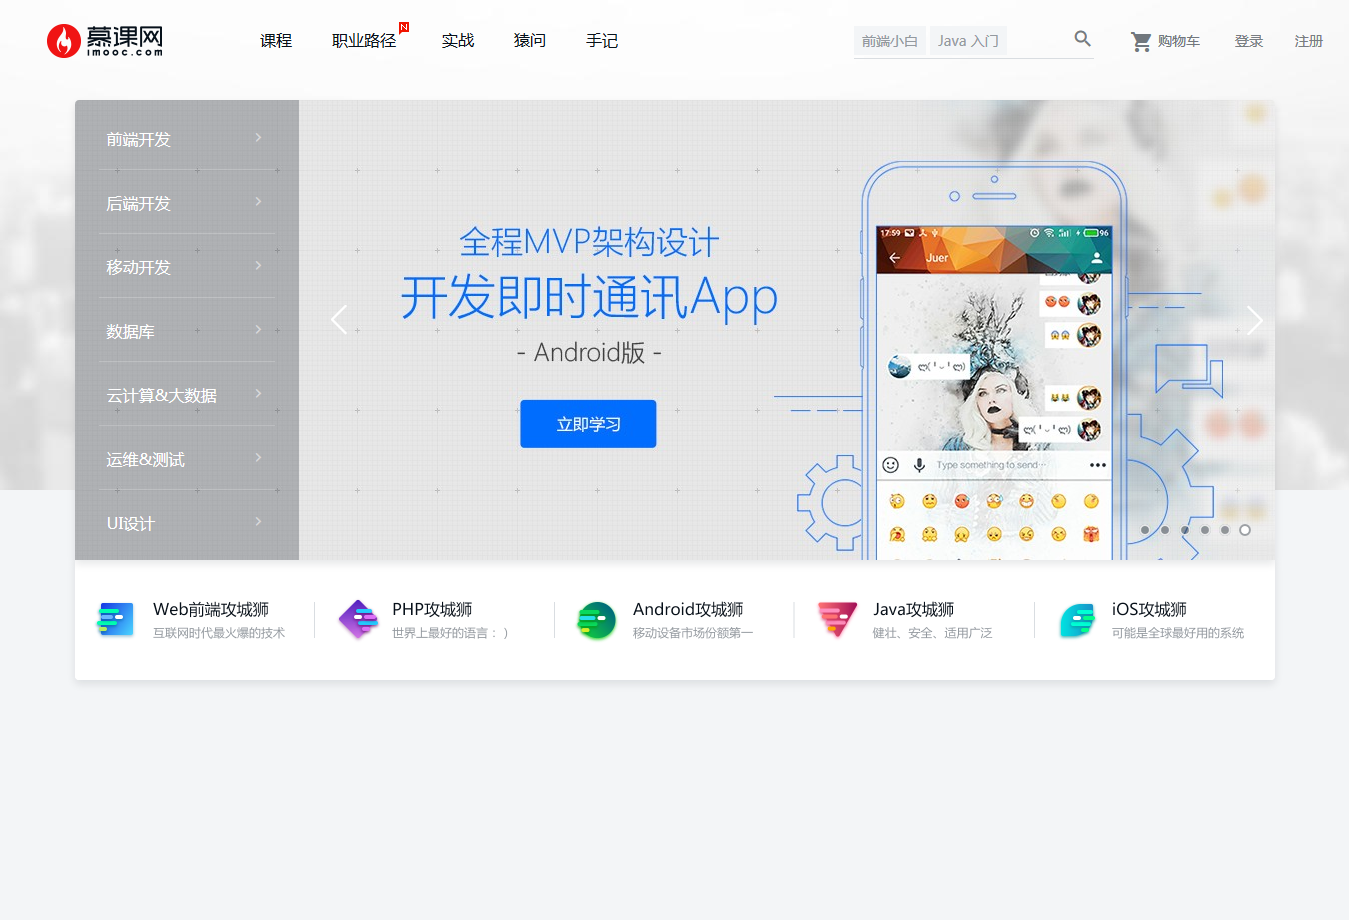 慕课网
imooc.com
课程 职业路径 N 实战 猿问 手记
前端小白 Java 入门
购物车 登录 注册
前端开发
后端开发
移动开发
数据库
云计算&大数据
运维&测试
UI设计
全程MVP架构设计
开发即时通讯App
- Android版 -
立即学习
17:59 96
Juer
Type something to send···
Web前端攻城狮
互联网时代最火爆的技术
PHP攻城狮
世界上最好的语言：）
Android攻城狮
移动设备市场份额第一
Java攻城狮
健壮、安全、适用广泛
iOS攻城狮
可能是全球最好用的系统